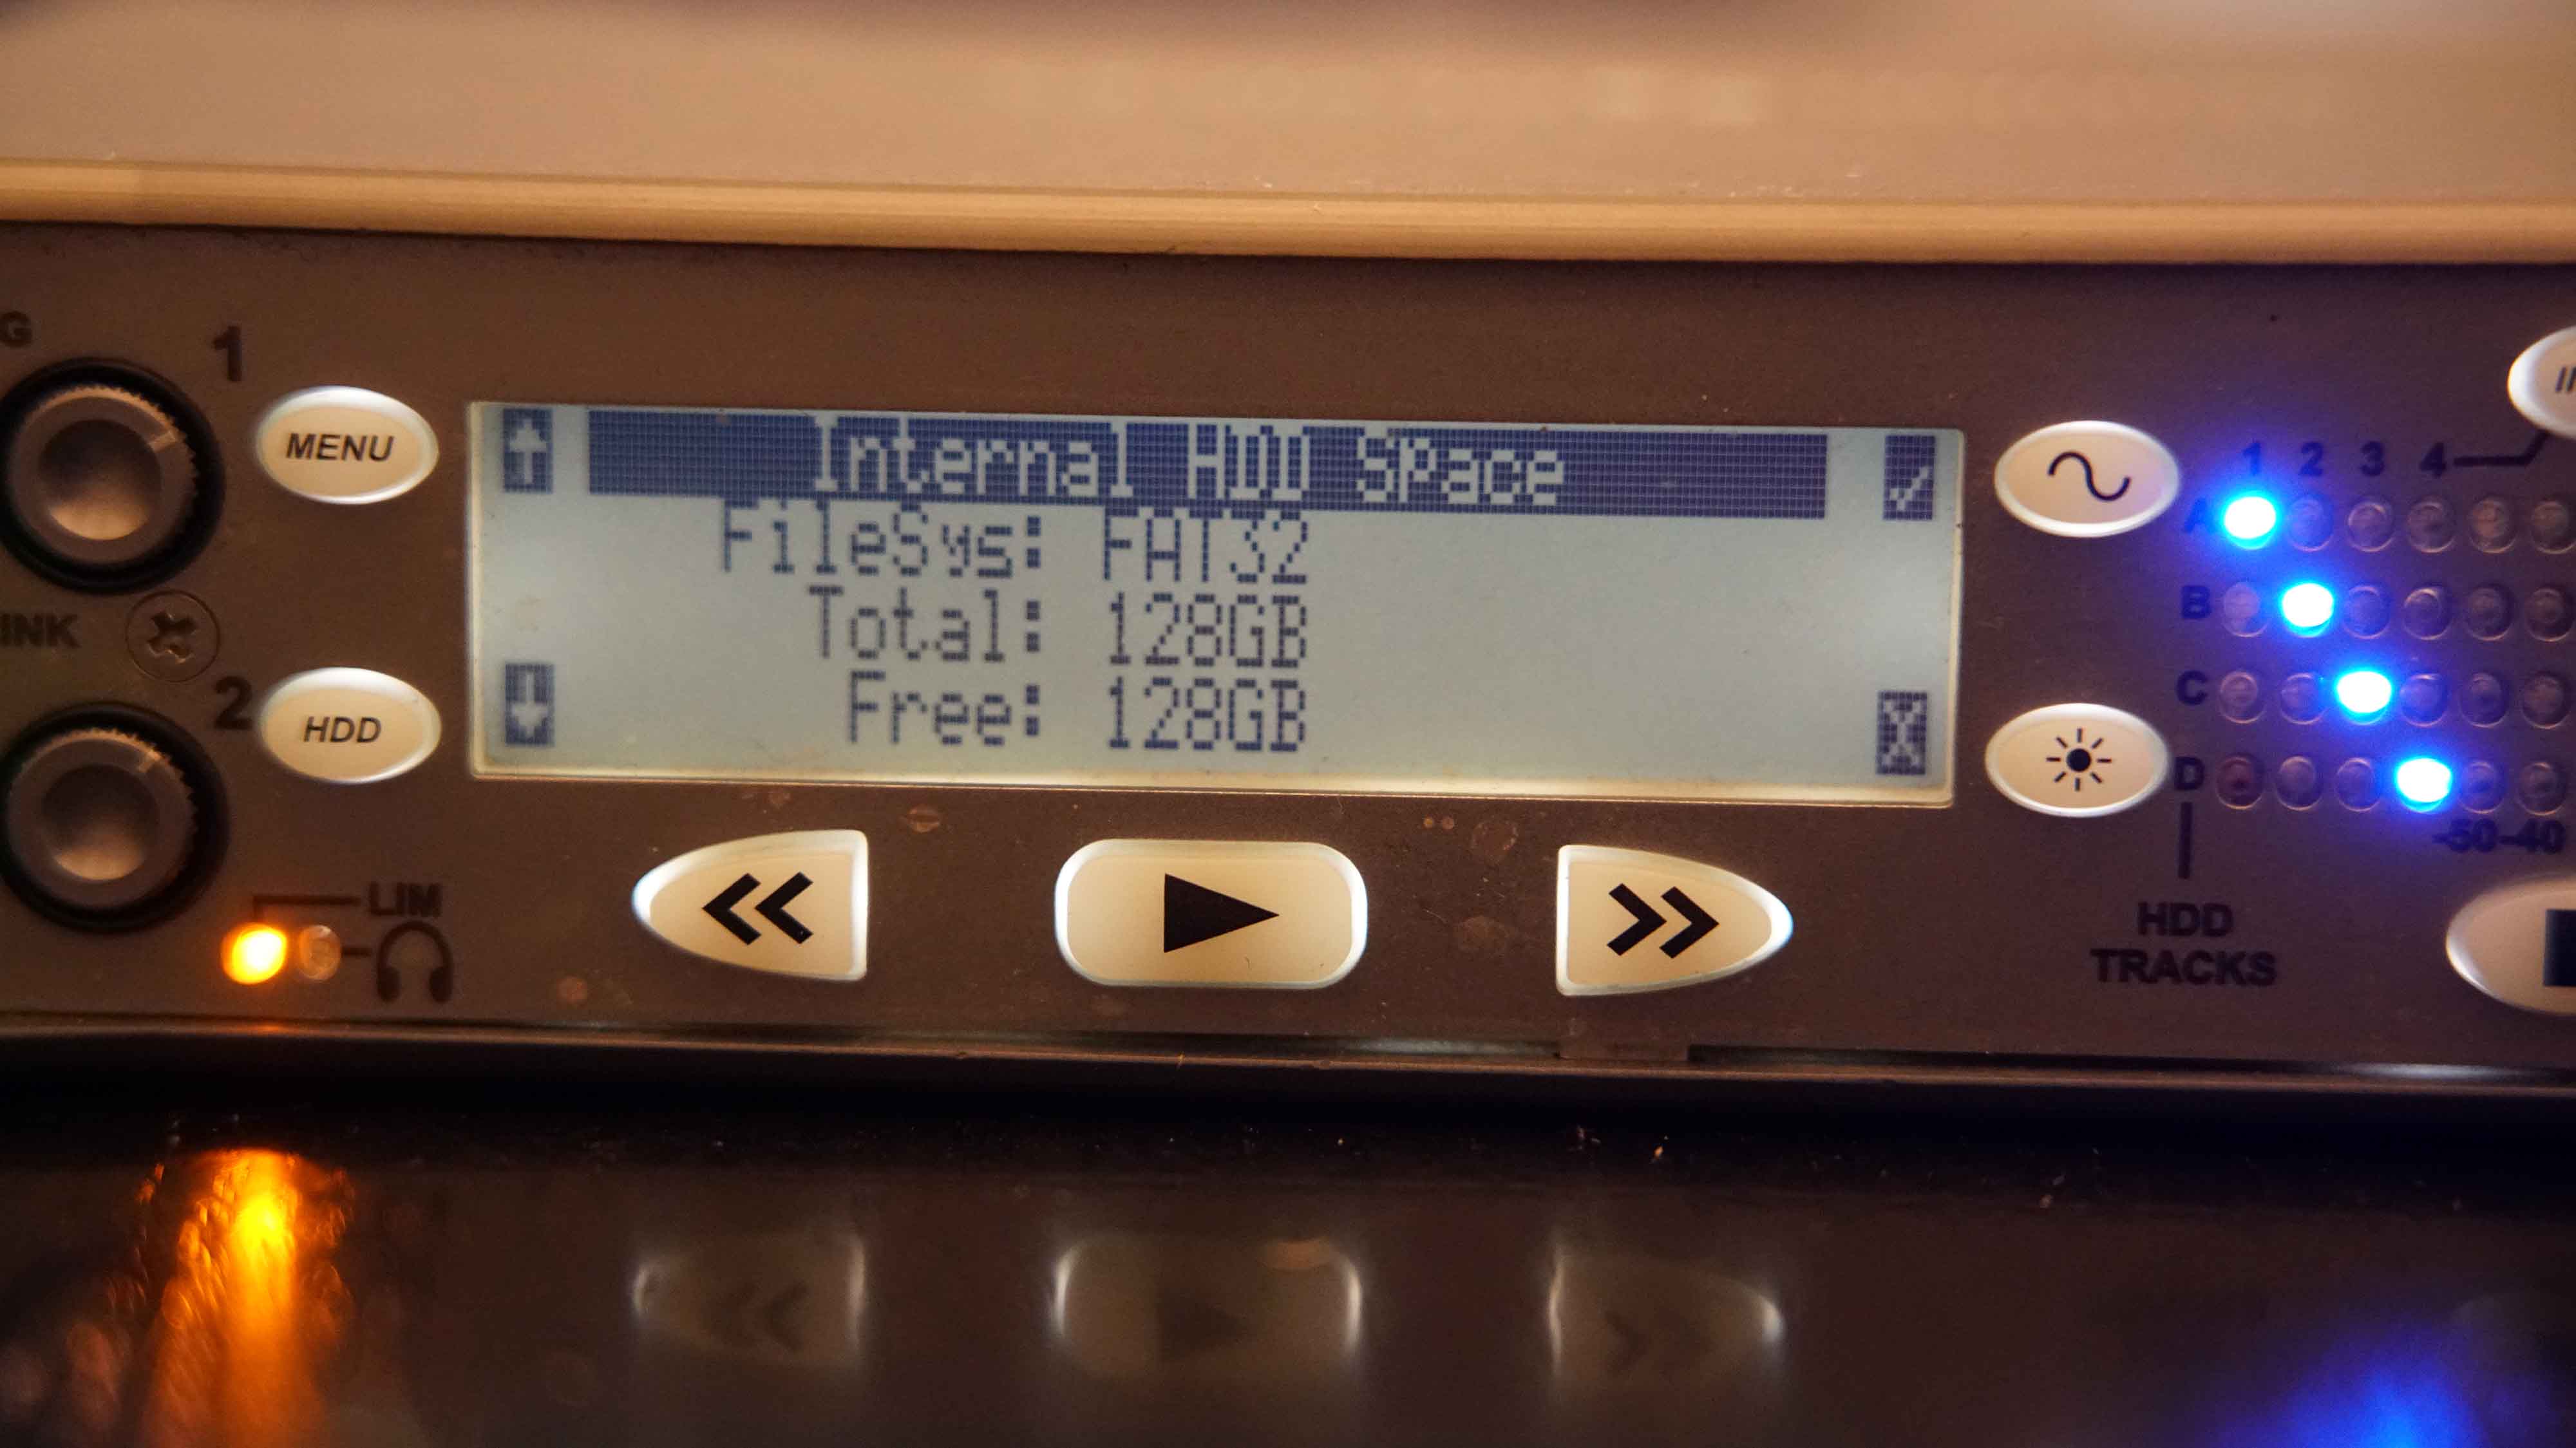 G
1
MENU
Internal HDD Space
FileSys: FAT32
Total: 128GB
Free: 128GB
1 2 3 4
A
B
C
D
-50 -40
INK
2
HDD
LIM
HDD
TRACKS